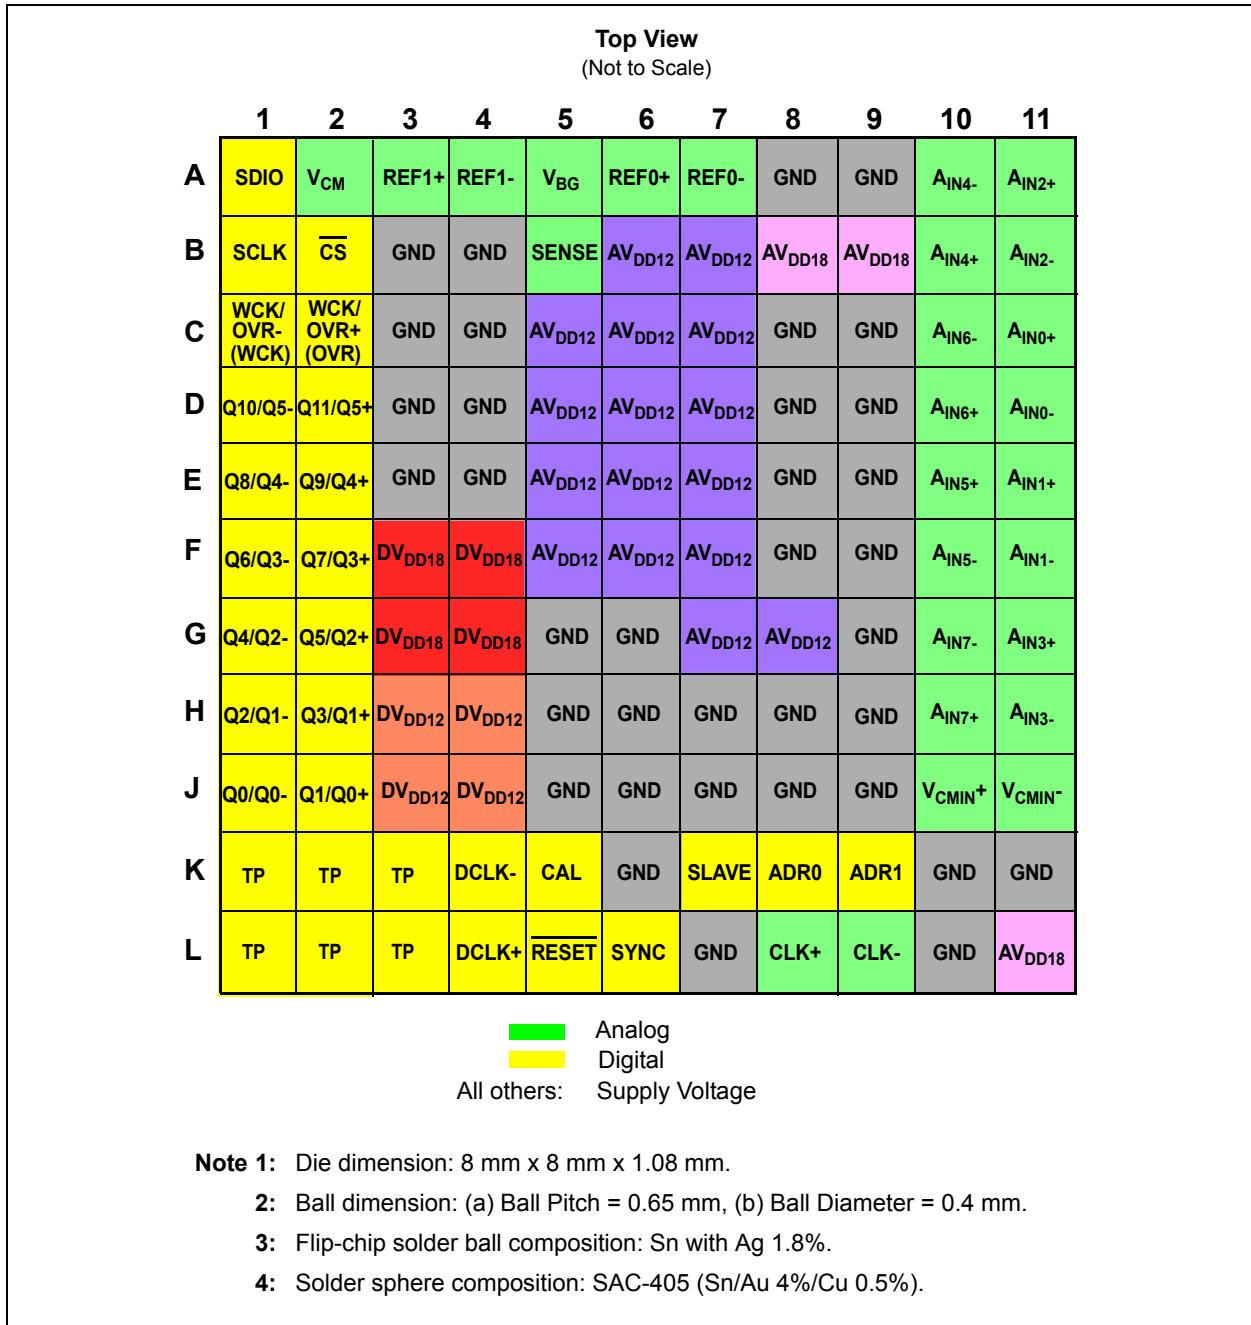 Top View
(Not to Scale)
1 2 3 4 5 6 7 8 9 10 11
A SDIO VCM REF1+ REF1- VBG REF0+ REF0- GND GND AIN4- AIN2+
B SCLK CS GND GND SENSE AVDD12 AVDD12 AVDD18 AVDD18 AIN4+ AIN2-
C WCK/OVR-(WCK) WCK/OVR+(OVR) GND GND AVDD12 AVDD12 AVDD12 GND GND AIN6- AIN0+
D Q10/Q5- Q11/Q5+ GND GND AVDD12 AVDD12 AVDD12 GND GND AIN6+ AIN0-
E Q8/Q4- Q9/Q4+ GND GND AVDD12 AVDD12 AVDD12 GND GND AIN5+ AIN1+
F Q6/Q3- Q7/Q3+ DVDD18 DVDD18 AVDD12 AVDD12 AVDD12 GND GND AIN5- AIN1-
G Q4/Q2- Q5/Q2+ DVDD18 DVDD18 GND GND AVDD12 AVDD12 GND AIN7- AIN3+
H Q2/Q1- Q3/Q1+ DVDD12 DVDD12 GND GND GND GND GND AIN7+ AIN3-
J Q0/Q0- Q1/Q0+ DVDD12 DVDD12 GND GND GND GND GND VCMIN+ VCMIN-
K TP TP TP DCLK- CAL GND SLAVE ADR0 ADR1 GND GND
L TP TP TP DCLK+ RESET SYNC GND CLK+ CLK- GND AVDD18
Analog
Digital
All others: Supply Voltage
Note 1: Die dimension: 8 mm x 8 mm x 1.08 mm.
2: Ball dimension: (a) Ball Pitch = 0.65 mm, (b) Ball Diameter = 0.4 mm.
3: Flip-chip solder ball composition: Sn with Ag 1.8%.
4: Solder sphere composition: SAC-405 (Sn/Au 4%/Cu 0.5%).